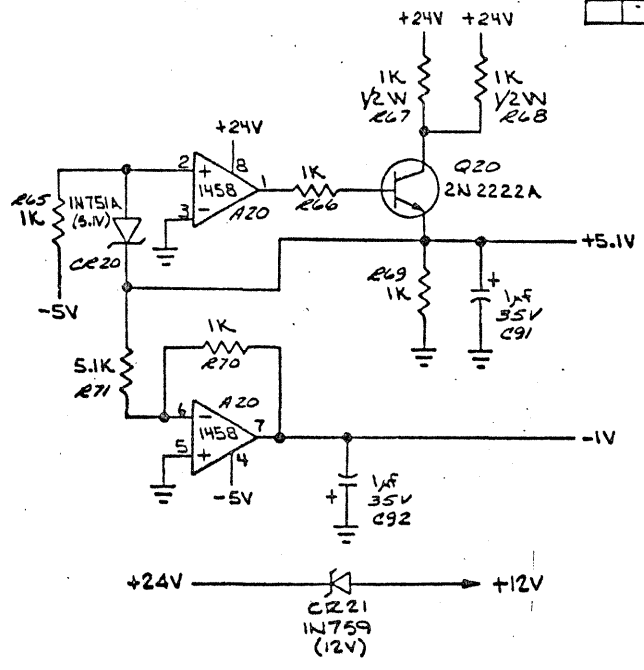 +24V +24V
1K
1/2W
R67
1K
1/2W
R68
+24V
8
2
+
1458
-
3
1
A20
1K
R66
Q20
2N2222A
R65
1K
1N751A
(5.1V)
CR20
-5V
+5.1V
R69
1K
+
1µf
35V
C91
5.1K
R71
1K
R70
A20
6
-
1458
+
5
7
4
-5V
-1V
+
1µf
35V
C92
+24V
+12V
CR21
1N759
(12V)